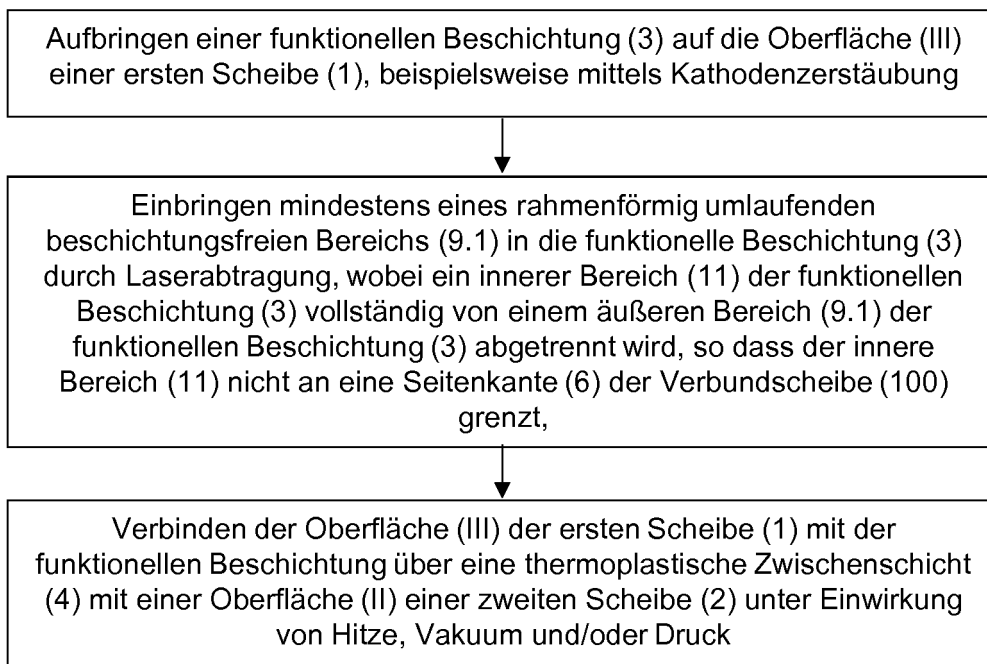 Aufbringen einer funktionellen Beschichtung (3) auf die Oberfläche (III)
einer ersten Scheibe (1), beispielsweise mittels Kathodenzerstäubung
Einbringen mindestens eines rahmenförmig umlaufenden
beschichtungsfreien Bereichs (9.1) in die funktionelle Beschichtung (3)
durch Laserabtragung, wobei ein innerer Bereich (11) der funktionellen
Beschichtung (3) vollständig von einem äußeren Bereich (9.1) der
funktionellen Beschichtung (3) abgetrennt wird, so dass der innere
Bereich (11) nicht an eine Seitenkante (6) der Verbundscheibe (100)
grenzt,
Verbinden der Oberfläche (III) der ersten Scheibe (1) mit der
funktionellen Beschichtung über eine thermoplastische Zwischenschicht
(4) mit einer Oberfläche (II) einer zweiten Scheibe (2) unter Einwirkung
von Hitze, Vakuum und/oder Druck